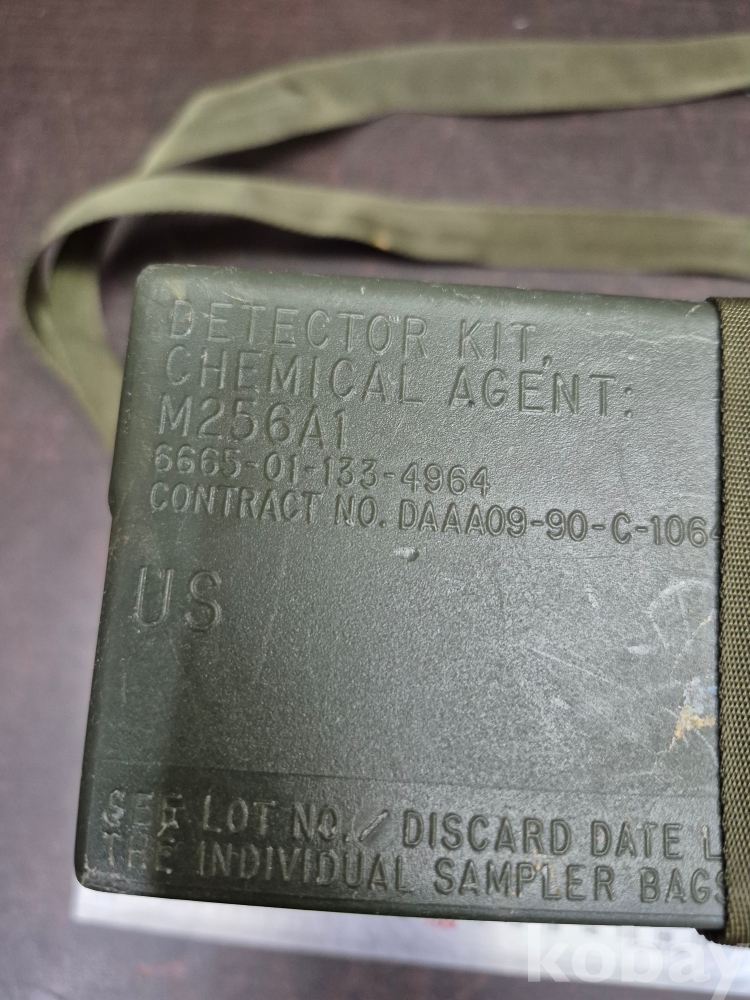 DETECTOR KIT,
CHEMICAL AGENT:
M256A1
6665-01-133-4964
CONTRACT NO. DAAA09-90-C-1064
US
SEE LOT NO./DISCARD DATE L
THE INDIVIDUAL SAMPLER BAGS
kobay